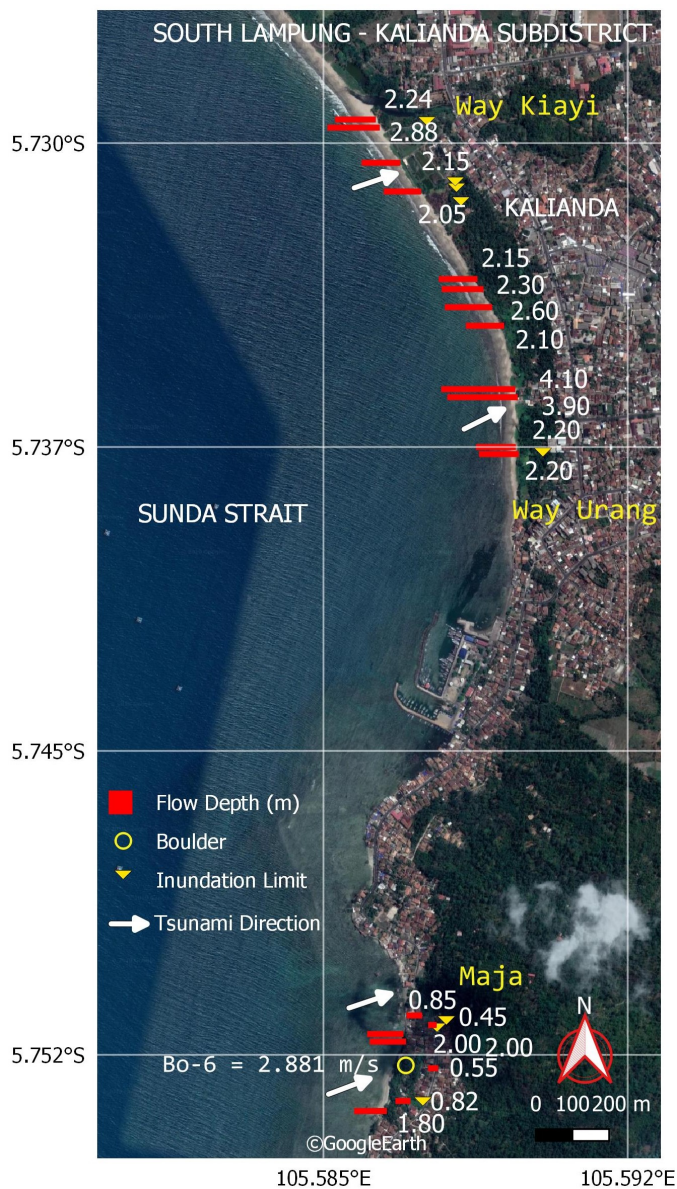 SOUTH LAMPUNG - KALIANDA SUBDISTRICT
2.24
Way Kiayi
2.88
5.730°S
2.15
2.05
KALIANDA
2.15
2.30
2.60
2.10
4.10
3.90
2.20
5.737°S
2.20
SUNDA STRAIT
Way Urang
5.745°S
Flow Depth (m)
Boulder
Inundation Limit
Tsunami Direction
Maja
0.85
0.45
N
2.00
2.00
5.752°S
Bo-6 = 2.881 m/s
0.55
0.82
0 100200 m
1.80
©GoogleEarth
105.585°E
105.592°E